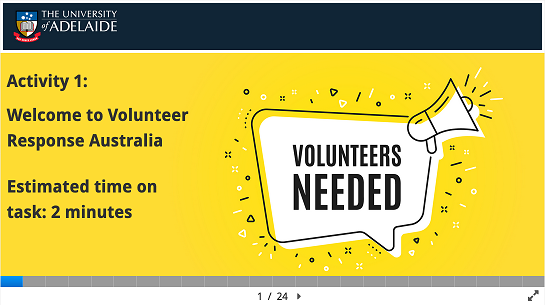 THE UNIVERSITY
of ADELAIDE
Activity 1:
Welcome to Volunteer
Response Australia
Estimated time on
task: 2 minutes
VOLUNTEERS
NEEDED
1 / 24